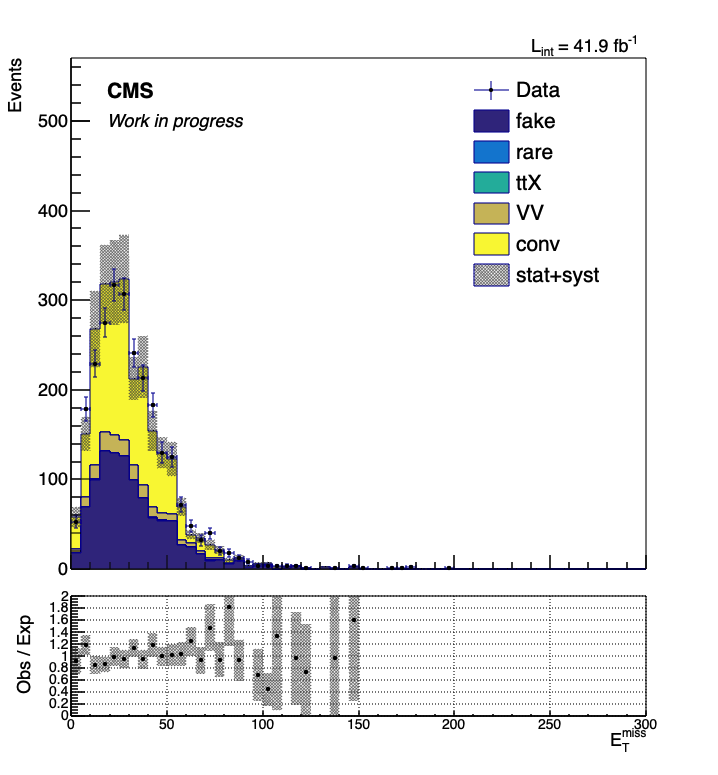 L_int = 41.9 fb^-1
Events
CMS
Work in progress
Data
fake
rare
ttX
VV
conv
stat+syst
500
400
300
200
100
0
Obs / Exp
2
1.8
1.6
1.4
1.2
1
0.8
0.6
0.4
0.2
0
0 50 100 150 200 250 300
E_T^miss